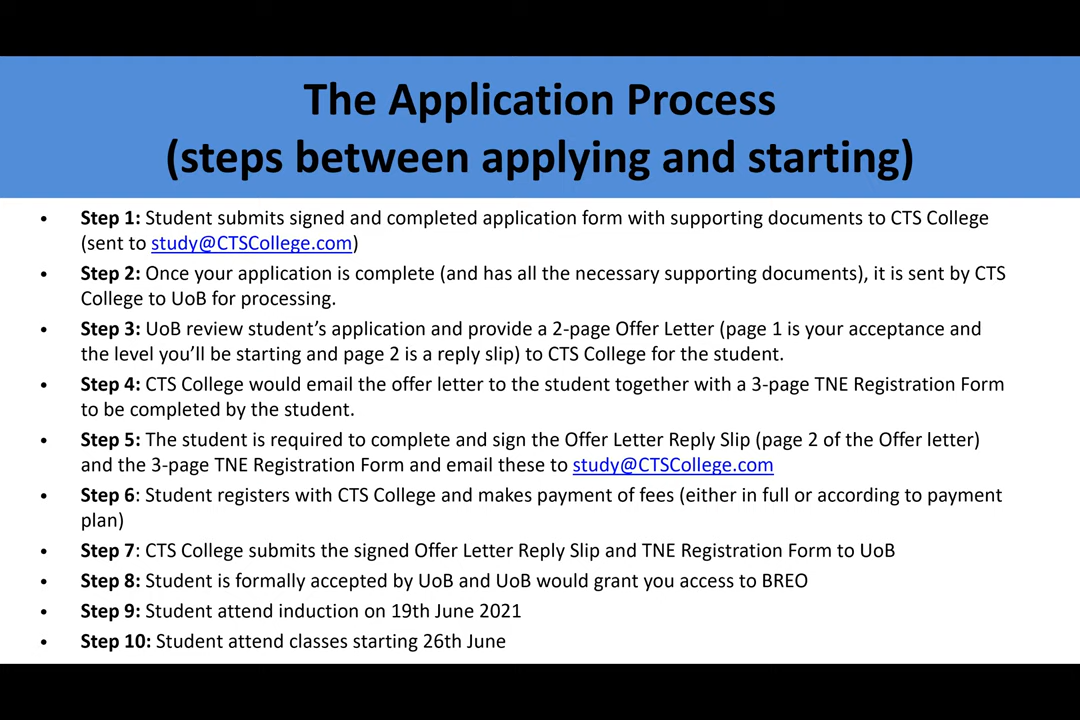 The Application Process
(steps between applying and starting)
• Step 1: Student submits signed and completed application form with supporting documents to CTS College
(sent to study@CTSCollege.com)
• Step 2: Once your application is complete (and has all the necessary supporting documents), it is sent by CTS
College to UoB for processing.
• Step 3: UoB review student’s application and provide a 2-page Offer Letter (page 1 is your acceptance and
the level you’ll be starting and page 2 is a reply slip) to CTS College for the student.
• Step 4: CTS College would email the offer letter to the student together with a 3-page TNE Registration Form
to be completed by the student.
• Step 5: The student is required to complete and sign the Offer Letter Reply Slip (page 2 of the Offer letter)
and the 3-page TNE Registration Form and email these to study@CTSCollege.com
• Step 6: Student registers with CTS College and makes payment of fees (either in full or according to payment
plan)
• Step 7: CTS College submits the signed Offer Letter Reply Slip and TNE Registration Form to UoB
• Step 8: Student is formally accepted by UoB and UoB would grant you access to BREO
• Step 9: Student attend induction on 19th June 2021
• Step 10: Student attend classes starting 26th June